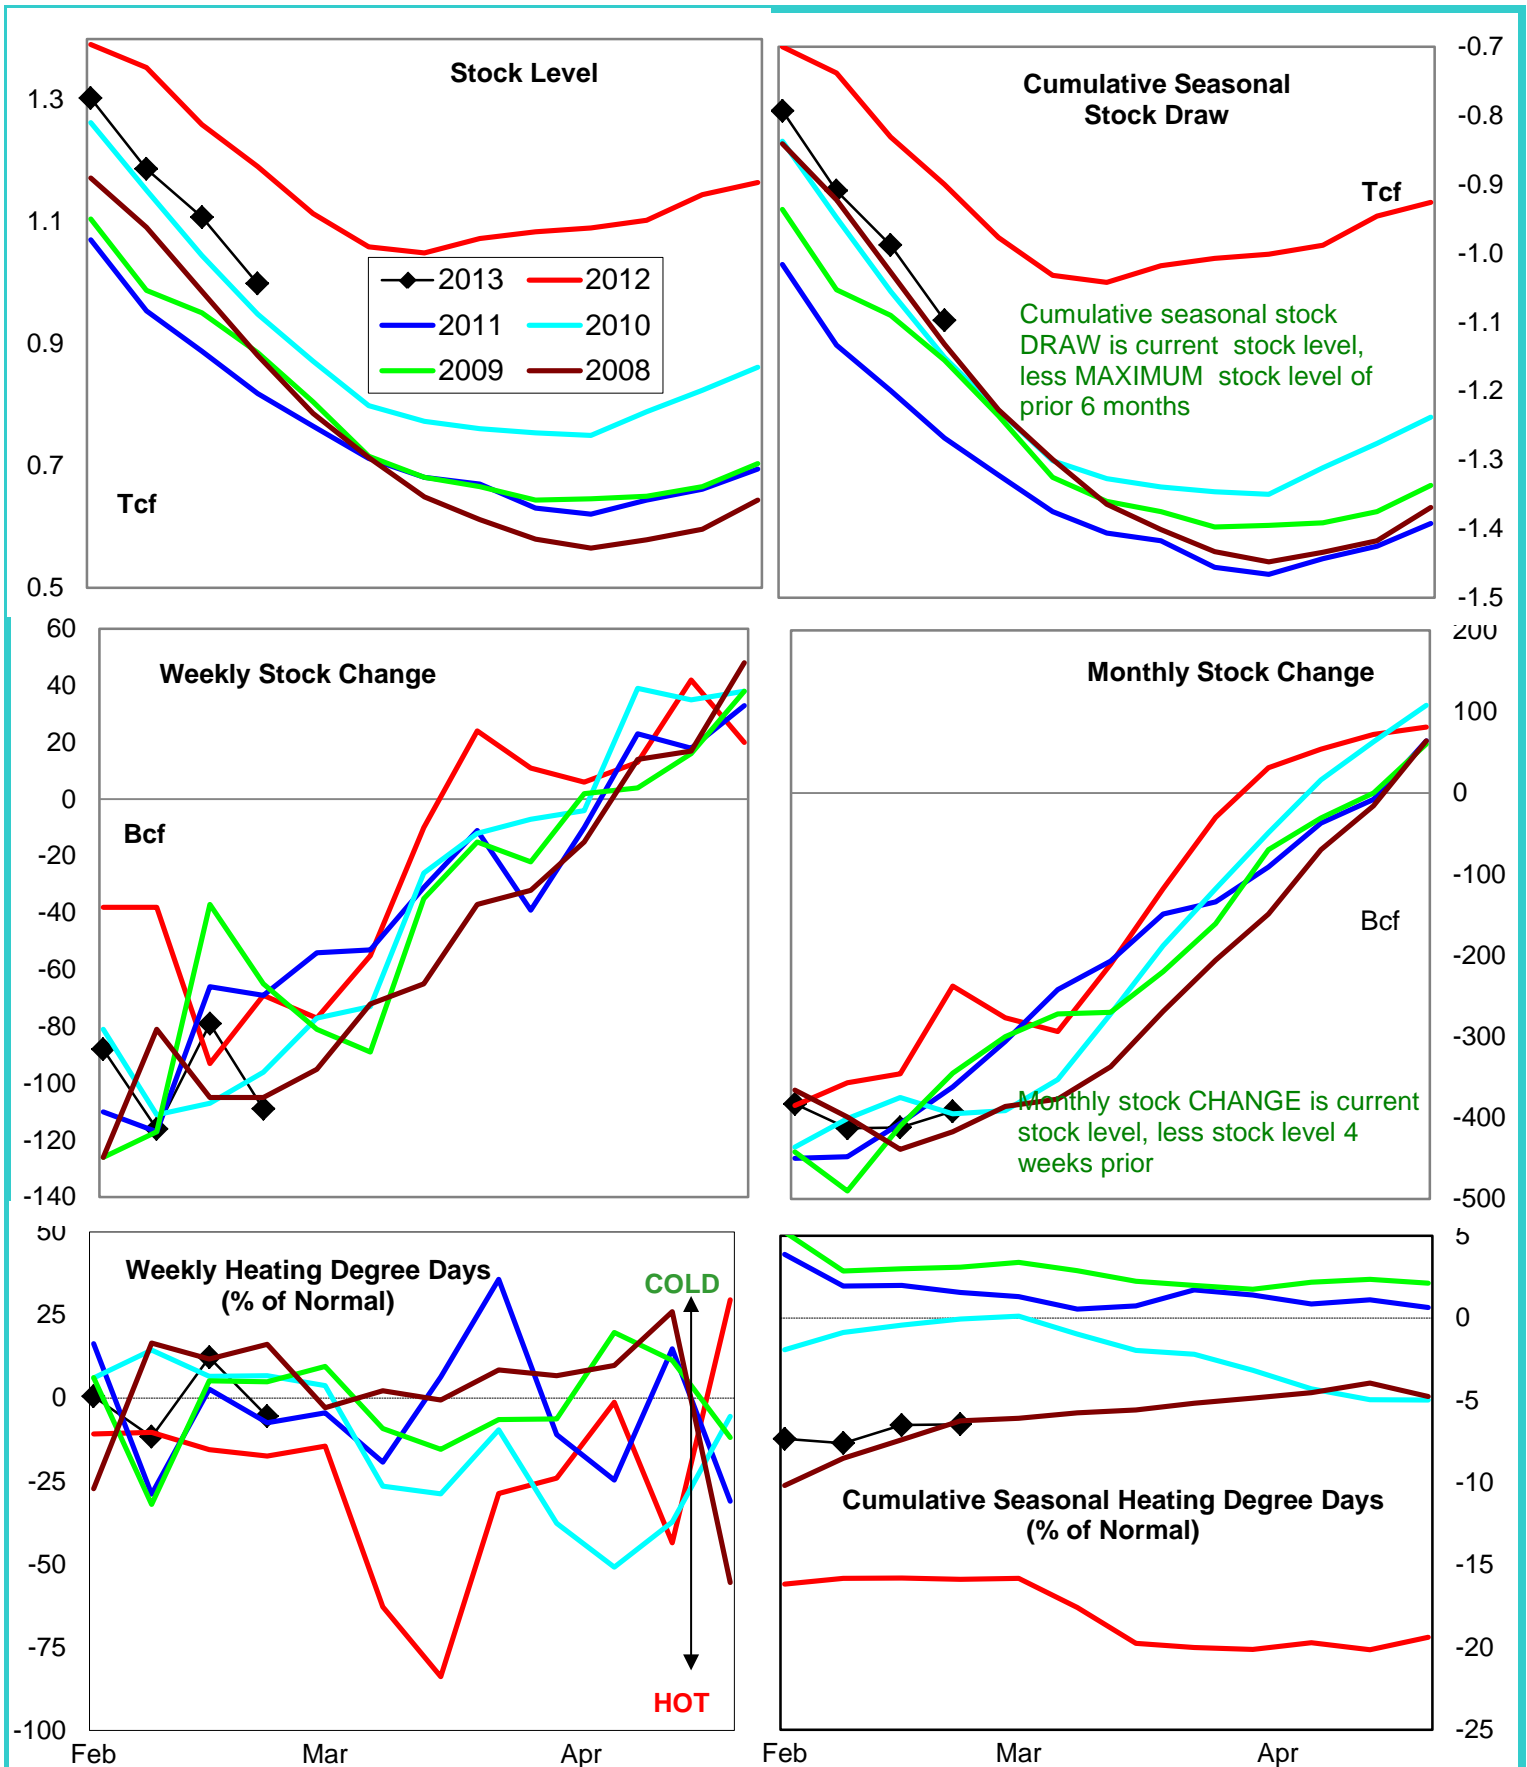 Stock Level
1.3
1.1
0.9
0.7
0.5
Tcf
2013
2012
2011
2010
2009
2008
Cumulative Seasonal
Stock Draw
Tcf
-0.7
-0.8
-0.9
-1.0
-1.1
-1.2
-1.3
-1.4
-1.5
Cumulative seasonal stock
DRAW is current stock level,
less MAXIMUM stock level of
prior 6 months
Weekly Stock Change
Bcf
60
40
20
0
-20
-40
-60
-80
-100
-120
-140
Monthly Stock Change
Bcf
200
100
0
-100
-200
-300
-400
-500
Monthly stock CHANGE is current
stock level, less stock level 4
weeks prior
Weekly Heating Degree Days
(% of Normal)
COLD
HOT
50
25
0
-25
-50
-75
-100
Feb
Mar
Apr
Cumulative Seasonal Heating Degree Days
(% of Normal)
5
0
-5
-10
-15
-20
-25
Feb
Mar
Apr